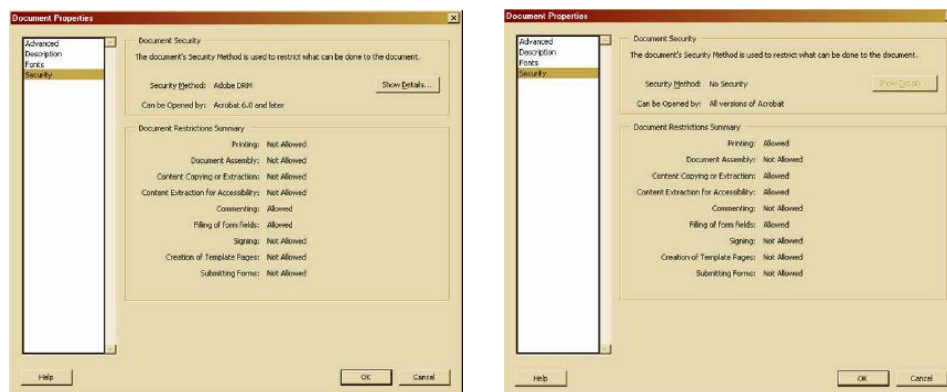 Document Properties
Advanced
Description
Fonts
Security
Document Security
The document's Security Method is used to restrict what can be done to the document.
Security Method: Adobe DRM
Show Details...
Can be Opened by: Acrobat 6.0 and later
Document Restrictions Summary
Printing: Not Allowed
Document Assembly: Not Allowed
Content Copying or Extraction: Not Allowed
Content Extraction for Accessibility: Not Allowed
Commenting: Allowed
Filling of form fields: Allowed
Signing: Not Allowed
Creation of Template Pages: Not Allowed
Submitting Forms: Not Allowed
Help
OK
Cancel
Document Properties
Advanced
Description
Fonts
Security
Document Security
The document's Security Method is used to restrict what can be done to the document.
Security Method: No Security
Show Details...
Can be Opened by: All versions of Acrobat
Document Restrictions Summary
Printing: Allowed
Document Assembly: Not Allowed
Content Copying or Extraction: Allowed
Content Extraction for Accessibility: Allowed
Commenting: Not Allowed
Filling of form fields: Allowed
Signing: Not Allowed
Creation of Template Pages: Not Allowed
Submitting Forms: Not Allowed
Help
OK
Cancel